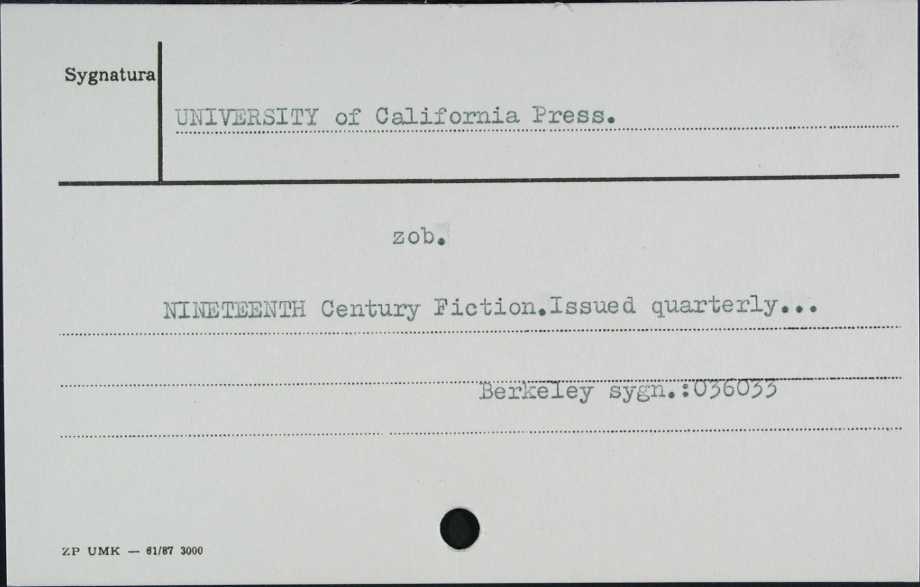 Sygnatura
UNIVERSITY of California Press.
zob.
NINETEENTH Century Fiction.Issued quarterly...
Berkeley sygn.:036033
ZP UMK — 61/87 3000